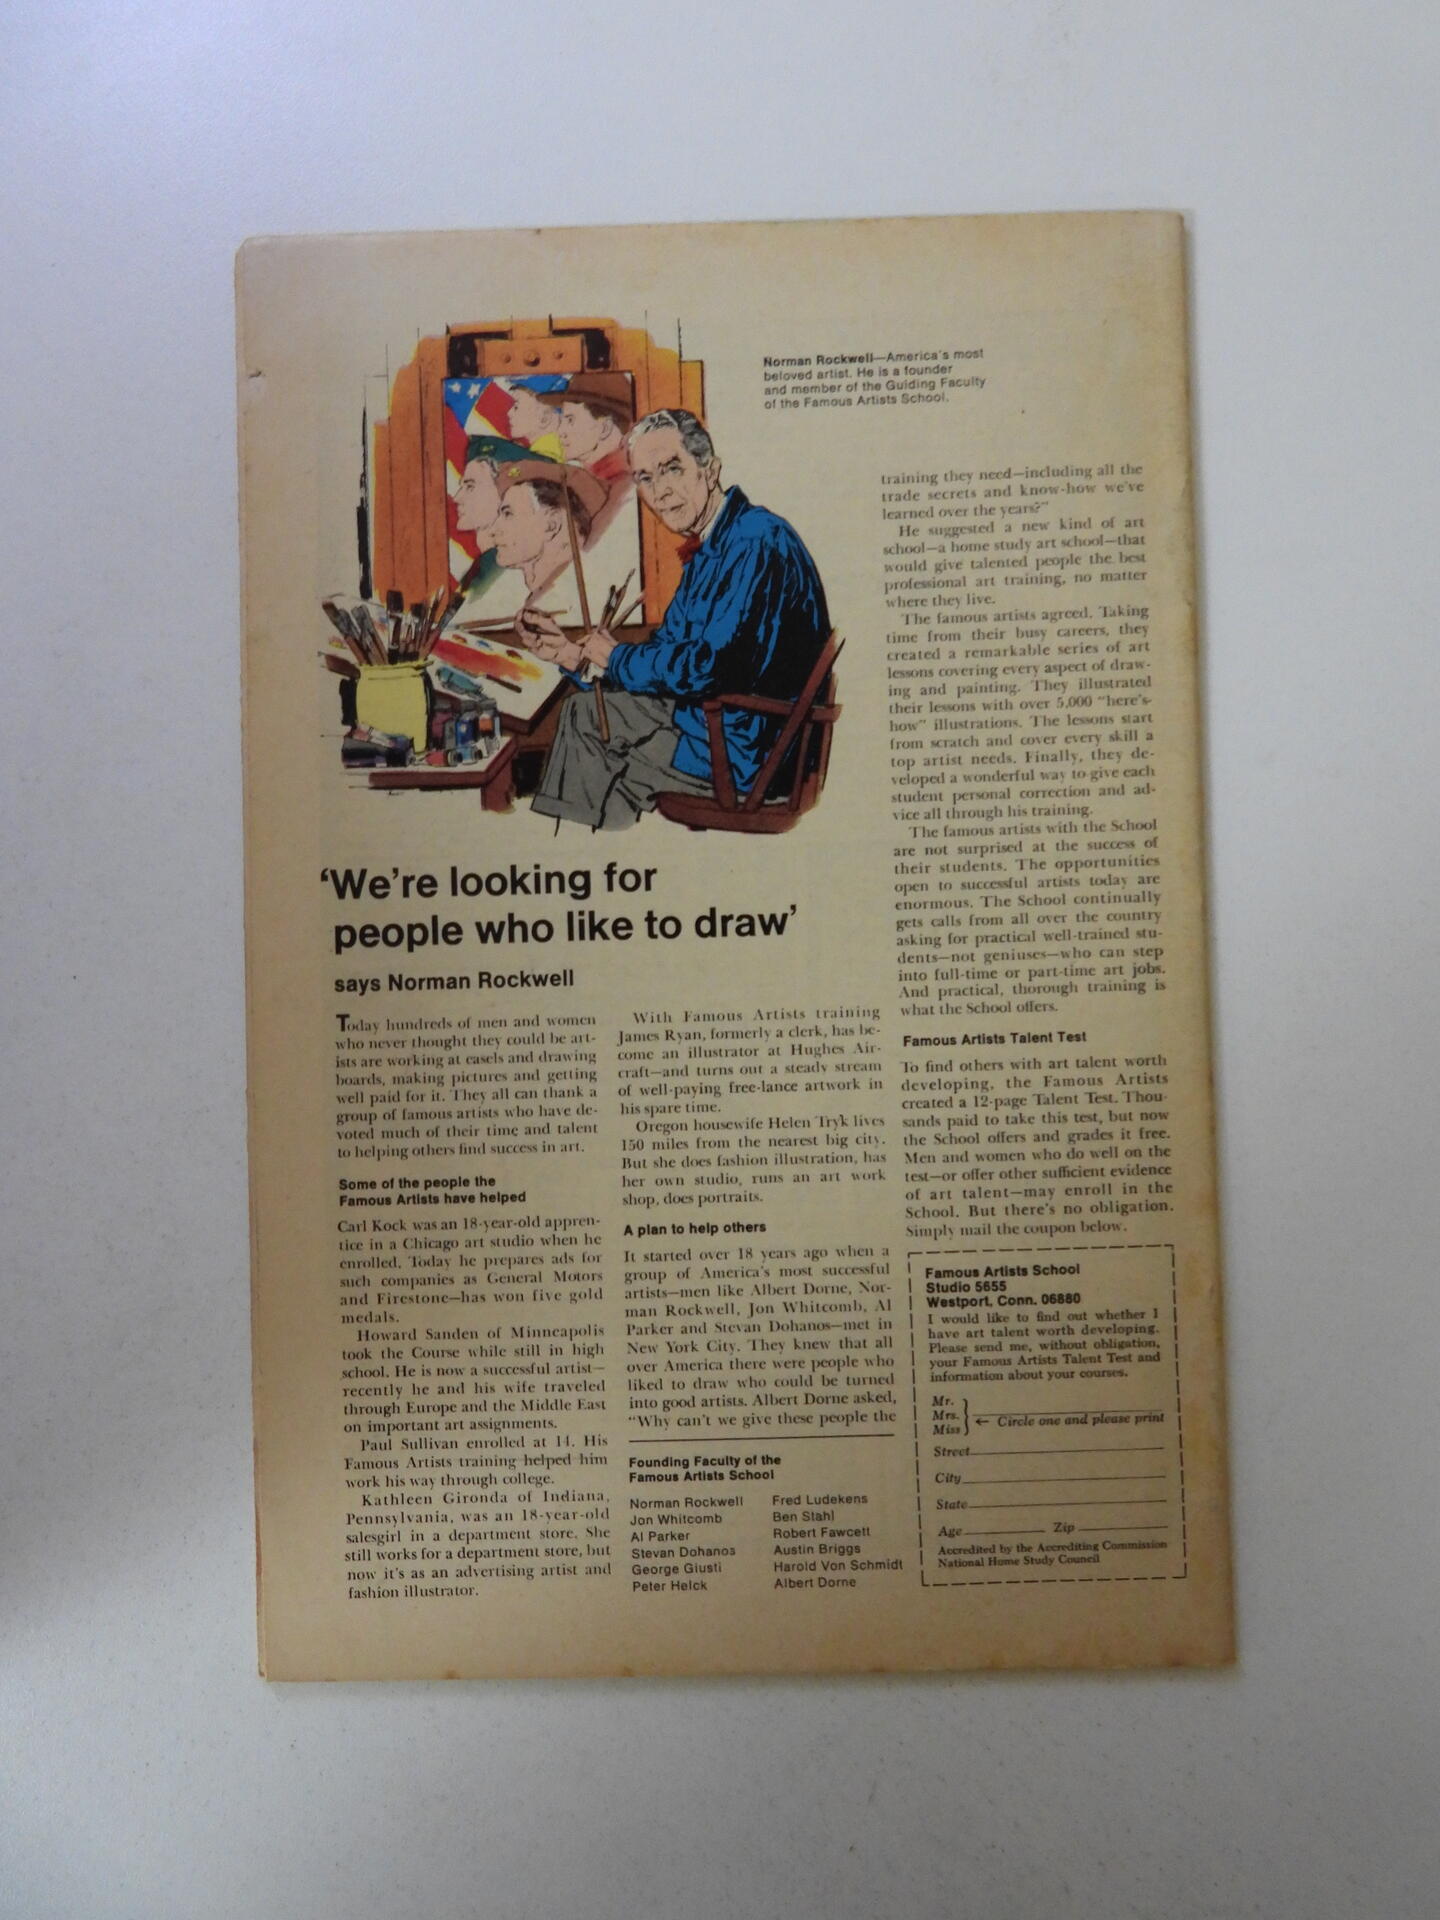 Norman Rockwell—America's most
beloved artist. He is a founder
and member of the Guiding Faculty
of the Famous Artists School.
'We're looking for
people who like to draw'
says Norman Rockwell
Today hundreds of men and women
who never thought they could be art-
ists are working at easels and drawing
boards, making pictures and getting
well paid for it. They all can thank a
group of famous artists who have de-
voted much of their time and talent
to helping others find success in art.
Some of the people the
Famous Artists have helped
Carl Kock was an 18-year-old appren-
tice in a Chicago art studio when he
enrolled. Today he prepares ads for
such companies as General Motors
and Firestone—has won five gold
medals.
Howard Sanden of Minneapolis
took the Course while still in high
school. He is now a successful artist—
recently he and his wife traveled
through Europe and the Middle East
on important art assignments.
Paul Sullivan enrolled at 14. His
Famous Artists training helped him
work his way through college.
Kathleen Gironda of Indiana,
Pennsylvania, was an 18-year-old
salesgirl in a department store. She
still works for a department store, but
now it's as an advertising artist and
fashion illustrator.
With Famous Artists training
James Ryan, formerly a clerk, has be-
come an illustrator at Hughes Air-
craft—and turns out a steady stream
of well-paying free-lance artwork in
his spare time.
Oregon housewife Helen Tryk lives
150 miles from the nearest big city.
But she does fashion illustration, has
her own studio, runs an art work
shop, does portraits.
A plan to help others
It started over 18 years ago when a
group of America's most successful
artists—men like Albert Dorne, Nor-
man Rockwell, Jon Whitcomb, Al
Parker and Stevan Dohanos—met in
New York City. They knew that all
over America there were people who
liked to draw who could be turned
into good artists. Albert Dorne asked,
"Why can't we give these people the
training they need—including all the
trade secrets and know-how we've
learned over the years?"
He suggested a new kind of art
school—a home study art school—that
would give talented people the best
professional art training, no matter
where they live.
The famous artists agreed. Taking
time from their busy careers, they
created a remarkable series of art
lessons covering every aspect of draw-
ing and painting. They illustrated
their lessons with over 5,000 "here's-
how" illustrations. The lessons start
from scratch and cover every skill a
top artist needs. Finally, they de-
veloped a wonderful way to give each
student personal correction and ad-
vice all through his training.
The famous artists with the School
are not surprised at the success of
their students. The opportunities
open to successful artists today are
enormous. The School continually
gets calls from all over the country
asking for practical well-trained stu-
dents—not geniuses—who can step
into full-time or part-time art jobs.
And practical, thorough training is
what the School offers.
Famous Artists Talent Test
To find others with art talent worth
developing, the Famous Artists
created a 12-page Talent Test. Thou-
sands paid to take this test, but now
the School offers and grades it free.
Men and women who do well on the
test—or offer other sufficient evidence
of art talent—may enroll in the
School. But there's no obligation.
Simply mail the coupon below.
Founding Faculty of the
Famous Artists School
Norman Rockwell
Jon Whitcomb
Al Parker
Stevan Dohanos
George Giusti
Peter Helck
Fred Ludekens
Ben Stahl
Robert Fawcett
Austin Briggs
Harold Von Schmidt
Albert Dorne
Famous Artists School
Studio 5655
Westport, Conn. 06880
I would like to find out whether I
have art talent worth developing.
Please send me, without obligation,
your Famous Artists Talent Test and
information about your courses.
Mr.
Mrs.
Miss
← Circle one and please print
Street
City
State
Age Zip
Accredited by the Accrediting Commission
National Home Study Council